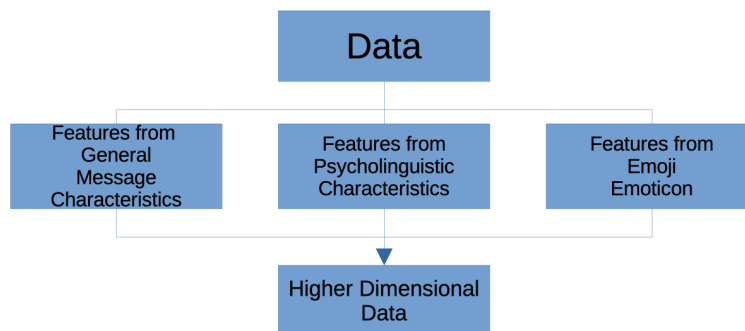 Data
Features from
General
Message
Characteristics
Features from
Psycholinguistic
Characteristics
Features from
Emoji
Emoticon
Higher Dimensional
Data